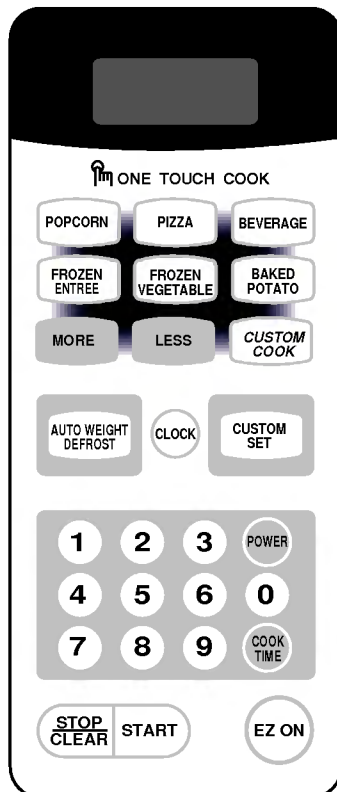 ONE TOUCH COOK
POPCORN
PIZZA
BEVERAGE
FROZEN
ENTREE
FROZEN
VEGETABLE
BAKED
POTATO
MORE
LESS
CUSTOM
COOK
AUTO WEIGHT
DEFROST
CLOCK
CUSTOM
SET
1 2 3 POWER
4 5 6 0
7 8 9 COOK
TIME
STOP
CLEAR
START
EZ ON